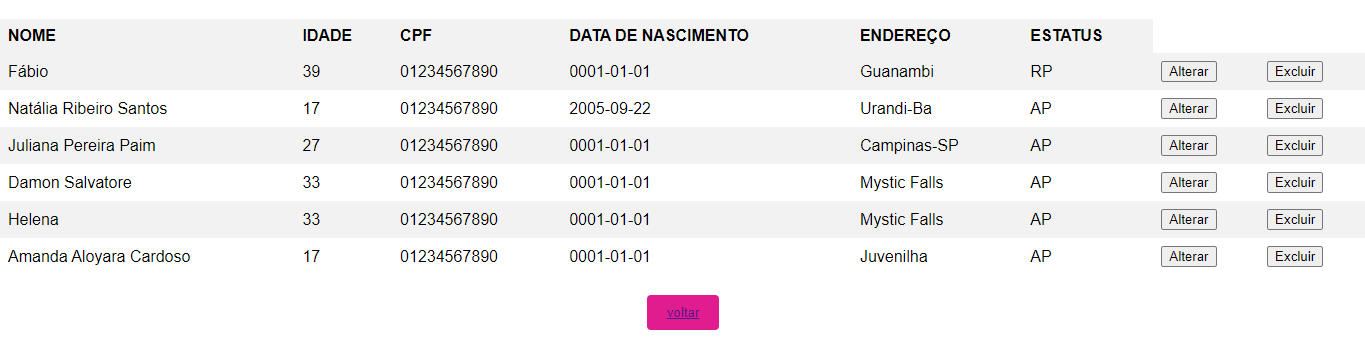 NOME IDADE CPF DATA DE NASCIMENTO ENDEREÇO ESTATUS
Fábio 39 01234567890 0001-01-01 Guanambi RP Alterar Excluir
Natália Ribeiro Santos 17 01234567890 2005-09-22 Urandi-Ba AP Alterar Excluir
Juliana Pereira Paim 27 01234567890 0001-01-01 Campinas-SP AP Alterar Excluir
Damon Salvatore 33 01234567890 0001-01-01 Mystic Falls AP Alterar Excluir
Helena 33 01234567890 0001-01-01 Mystic Falls AP Alterar Excluir
Amanda Aloyara Cardoso 17 01234567890 0001-01-01 Juvenilha AP Alterar Excluir
voltar